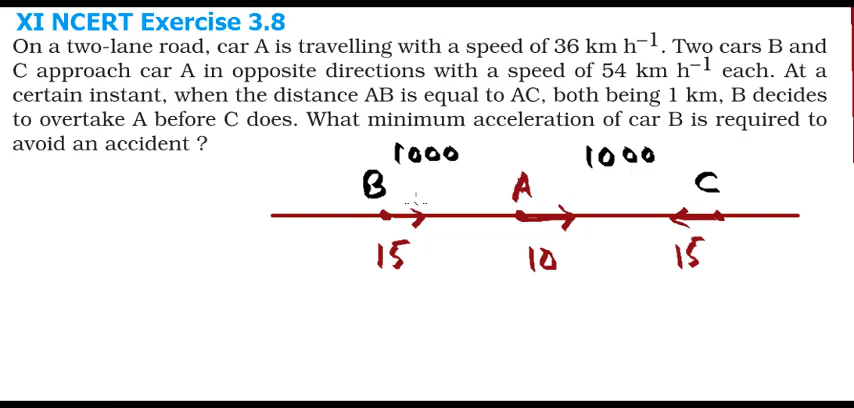 XI NCERT Exercise 3.8
On a two-lane road, car A is travelling with a speed of 36 km h⁻¹. Two cars B and
C approach car A in opposite directions with a speed of 54 km h⁻¹ each. At a
certain instant, when the distance AB is equal to AC, both being 1 km, B decides
to overtake A before C does. What minimum acceleration of car B is required to
avoid an accident ?
1000 1000
B A C
15 10 15